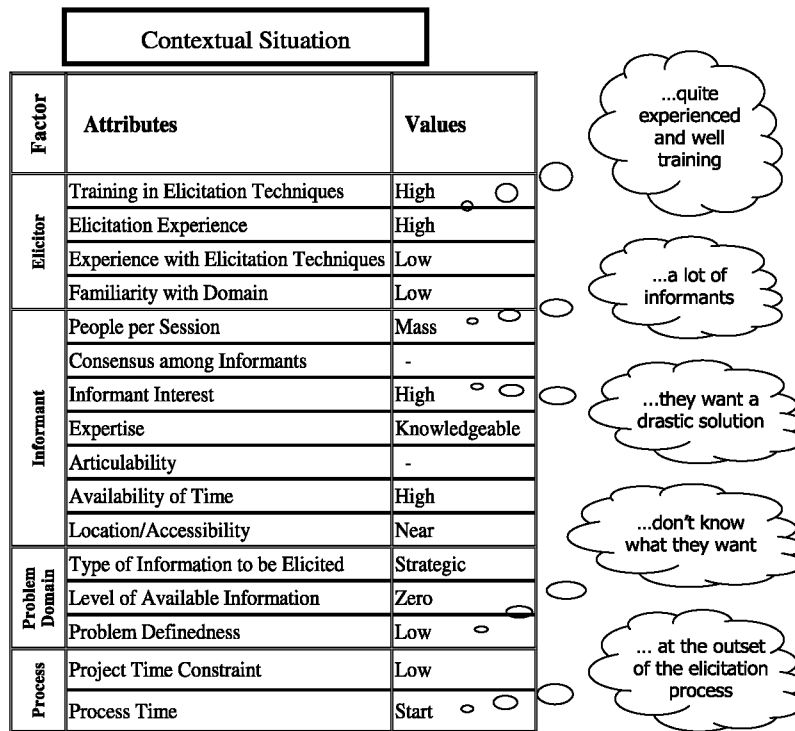 Contextual Situation
Factor Attributes Values
Elicitor
Training in Elicitation Techniques High
Elicitation Experience High
Experience with Elicitation Techniques Low
Familiarity with Domain Low
Informant
People per Session Mass
Consensus among Informants -
Informant Interest High
Expertise Knowledgeable
Articulability -
Availability of Time High
Location/Accessibility Near
Problem
Domain
Type of Information to be Elicited Strategic
Level of Available Information Zero
Problem Definedness Low
Process
Project Time Constraint Low
Process Time Start
...quite
experienced
and well
training
...a lot of
informants
...they want a
drastic solution
...don't know
what they want
... at the outset
of the elicitation
process